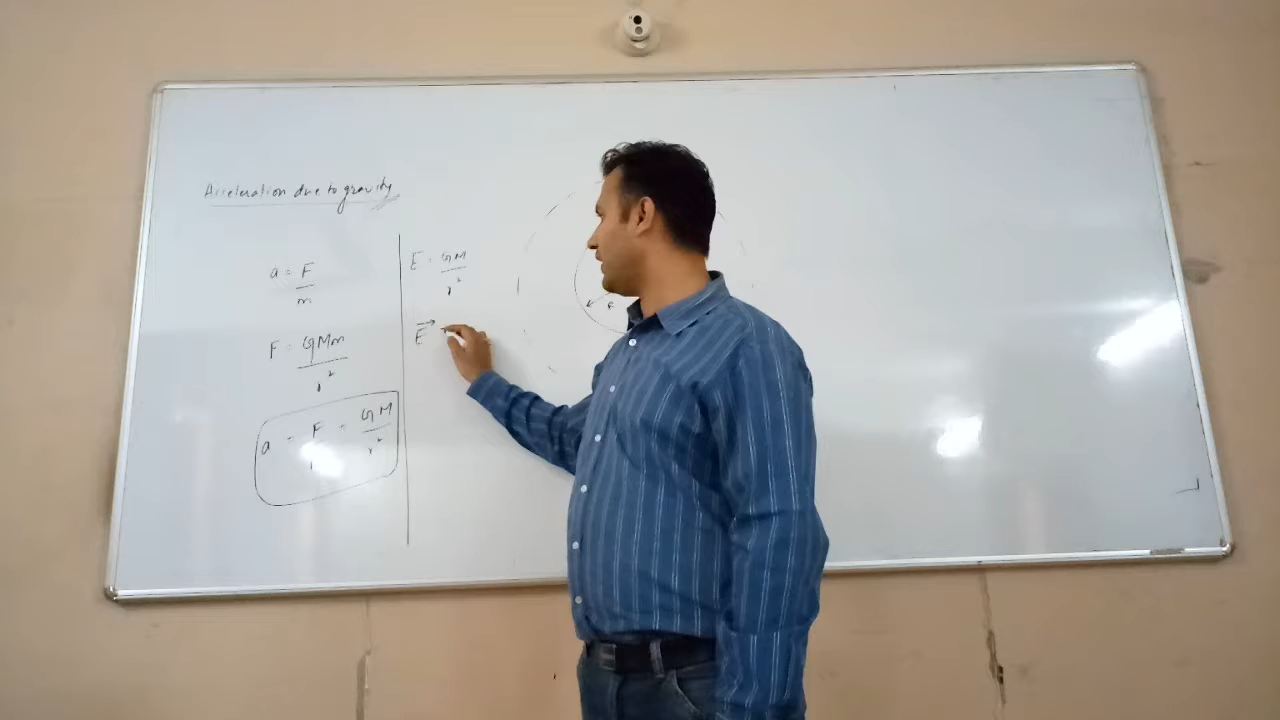 Acceleration due to gravity
a = F / m
F = GMm / r²
a = F = GM / r²
E = GM / r²
E⃗
R